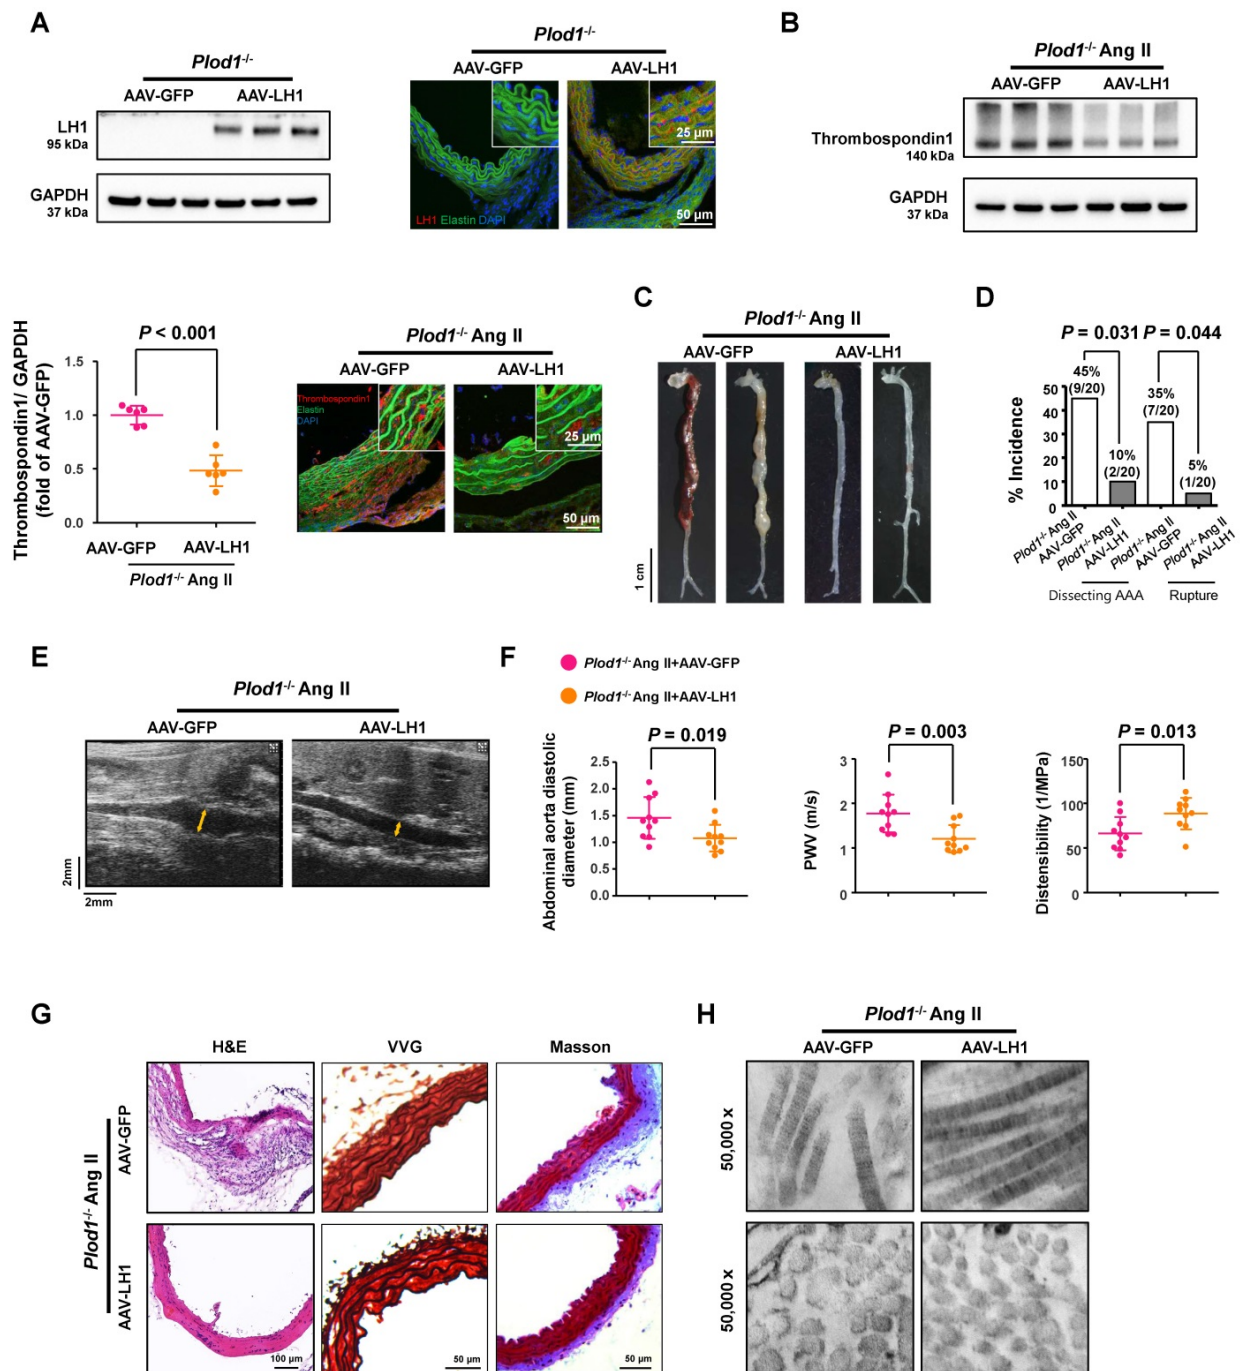 A
Plod1-/-
AAV-GFP AAV-LH1
LH1
95 kDa
GAPDH
37 kDa
Plod1-/-
AAV-GFP AAV-LH1
25 µm
LH1 Elastin DAPI
50 µm
B
Plod1-/- Ang II
AAV-GFP AAV-LH1
Thrombospondin1
140 kDa
GAPDH
37 kDa
Thrombospondin1/ GAPDH
(fold of AAV-GFP)
P < 0.001
1.5
1.0
0.5
0.0
AAV-GFP AAV-LH1
Plod1-/- Ang II
Plod1-/- Ang II
AAV-GFP AAV-LH1
Thrombospondin1
Elastin
DAPI
25 µm
50 µm
C
Plod1-/- Ang II
AAV-GFP AAV-LH1
1 cm
D
P = 0.031 P = 0.044
% Incidence
50
40
30
20
10
0
45%
(9/20)
10%
(2/20)
35%
(7/20)
5%
(1/20)
Plod1-/- Ang II
AAV-GFP
Plod1-/- Ang II
AAV-LH1
Plod1-/- Ang II
AAV-GFP
Plod1-/- Ang II
AAV-LH1
Dissecting AAA Rupture
E
Plod1-/- Ang II
AAV-GFP AAV-LH1
2mm
2mm
F
Plod1-/- Ang II+AAV-GFP
Plod1-/- Ang II+AAV-LH1
Abdominal aorta diastolic
diameter (mm)
P = 0.019
2.5
2.0
1.5
1.0
0.5
0.0
PWV (m/s)
P = 0.003
3
2
1
0
Distensibility (1/MPa)
P = 0.013
150
100
50
0
G
H&E VVG Masson
Plod1-/- Ang II
AAV-GFP
AAV-LH1
100 µm
50 µm
50 µm
H
Plod1-/- Ang II
AAV-GFP AAV-LH1
50,000 x
50,000 x